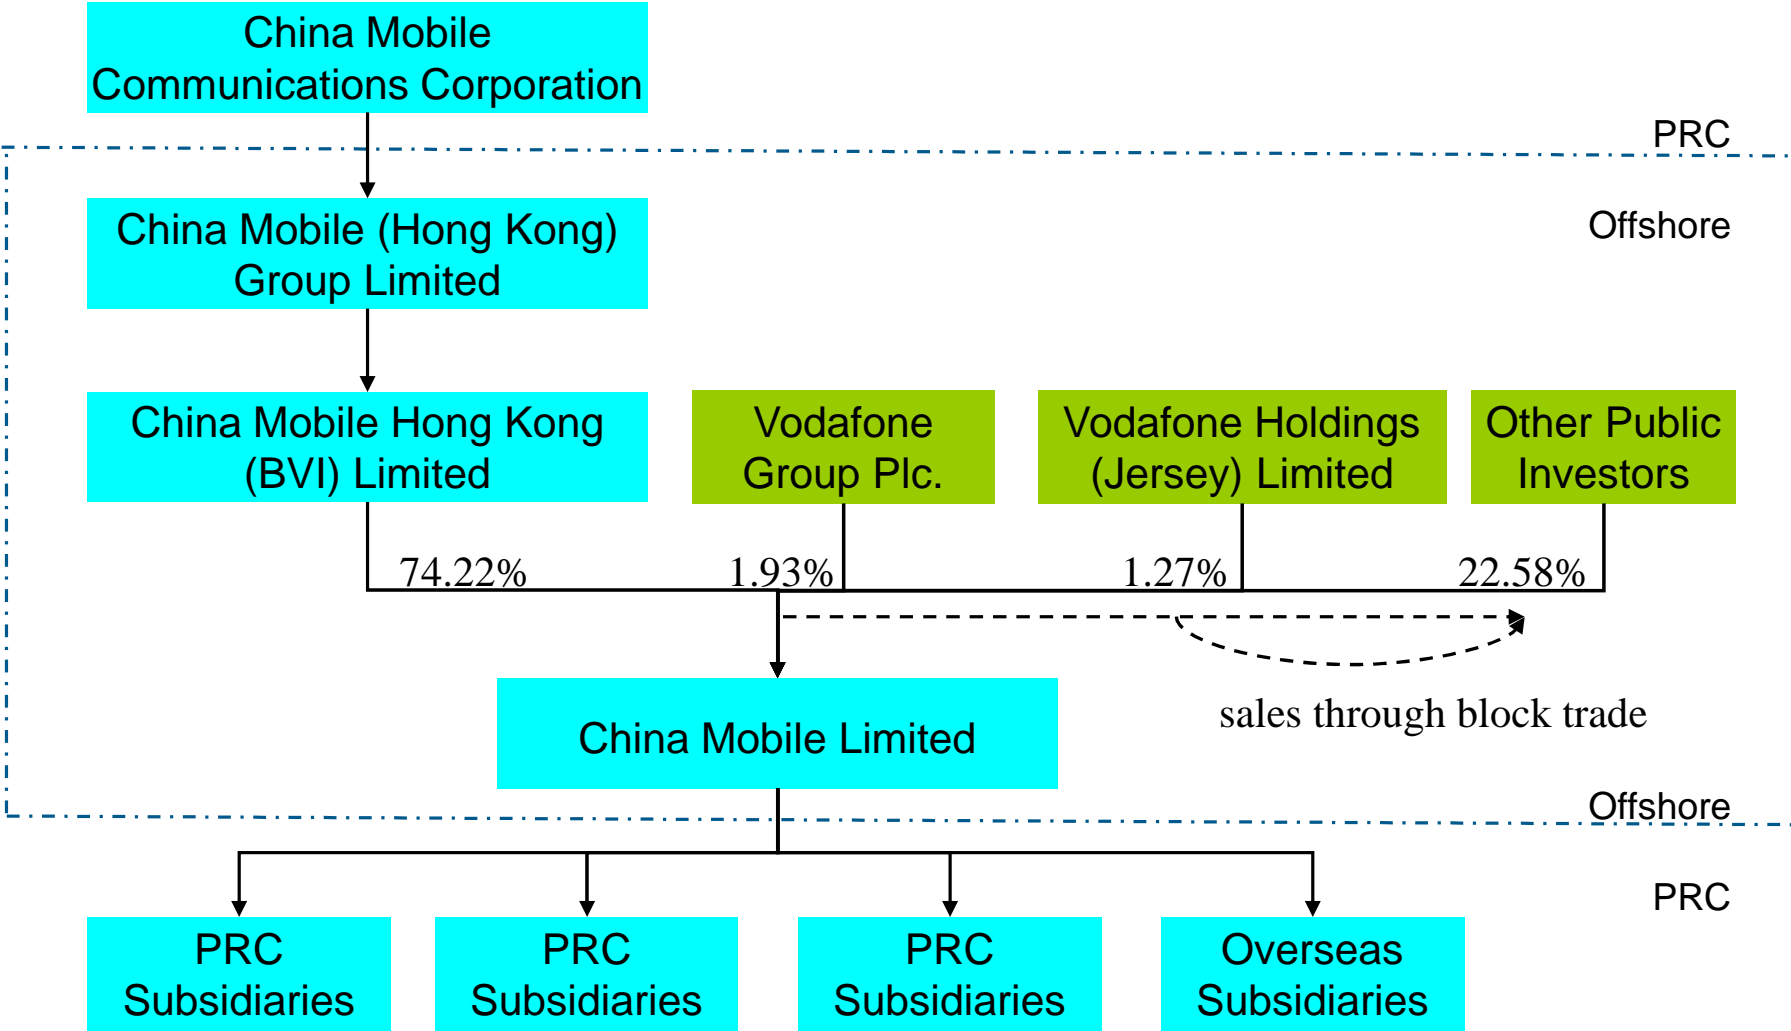 China Mobile
Communications Corporation
PRC
China Mobile (Hong Kong)
Group Limited
Offshore
China Mobile Hong Kong
(BVI) Limited
Vodafone
Group Plc.
Vodafone Holdings
(Jersey) Limited
Other Public
Investors
74.22%
1.93%
1.27%
22.58%
China Mobile Limited
sales through block trade
Offshore
PRC
PRC
Subsidiaries
PRC
Subsidiaries
PRC
Subsidiaries
Overseas
Subsidiaries